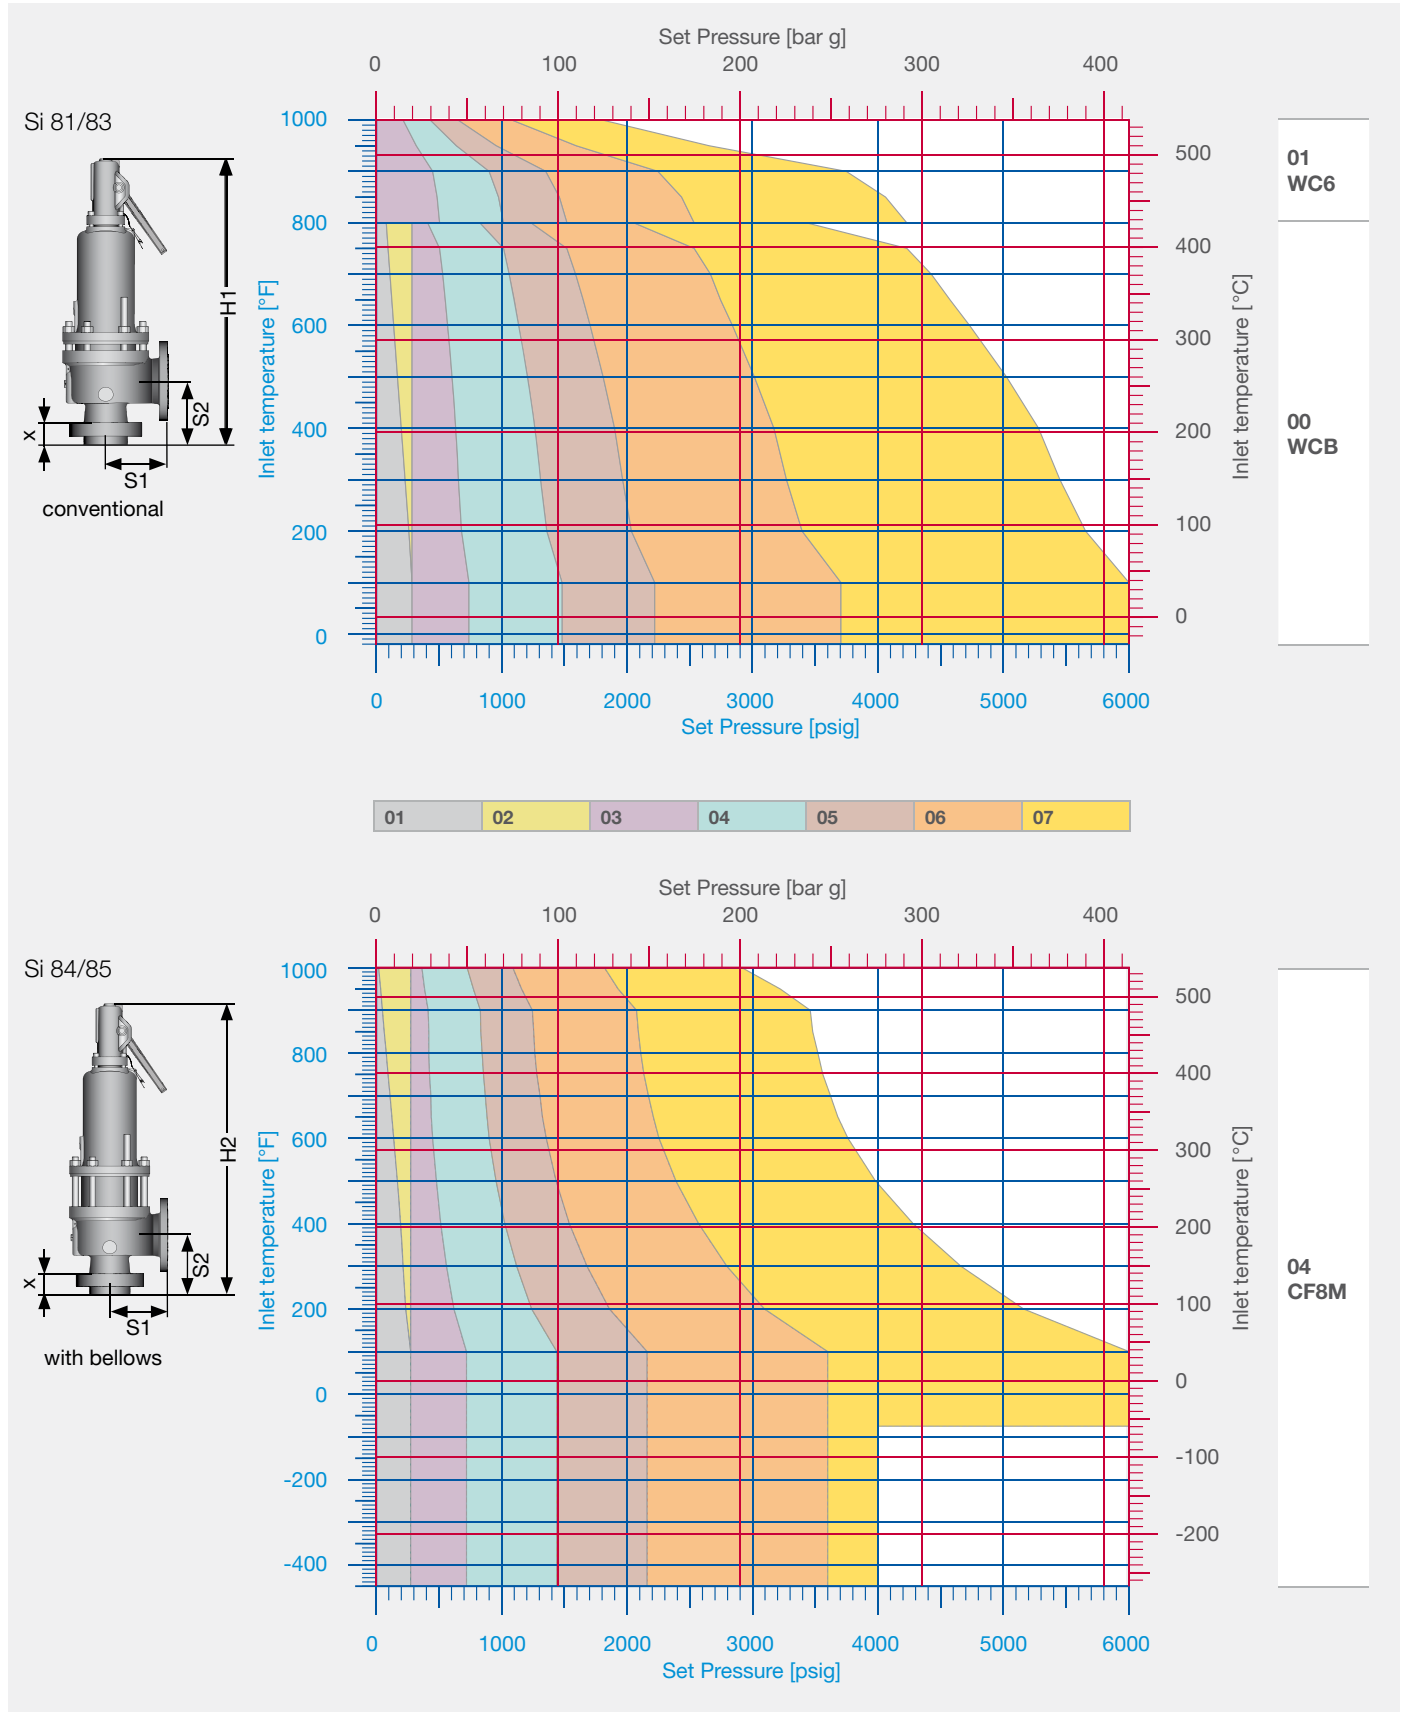 Set Pressure [bar g]
0 100 200 300 400
Si 81/83
1000
800
600
400
200
0
Inlet temperature [°F]
H1
S2
x
S1
conventional
500
400
300
200
100
0
Inlet temperature [°C]
01
WC6
00
WCB
0 1000 2000 3000 4000 5000 6000
Set Pressure [psig]
01 02 03 04 05 06 07
Set Pressure [bar g]
0 100 200 300 400
Si 84/85
1000
800
600
400
200
0
-200
-400
Inlet temperature [°F]
H2
S2
x
S1
with bellows
500
400
300
200
100
0
-100
-200
Inlet temperature [°C]
04
CF8M
0 1000 2000 3000 4000 5000 6000
Set Pressure [psig]